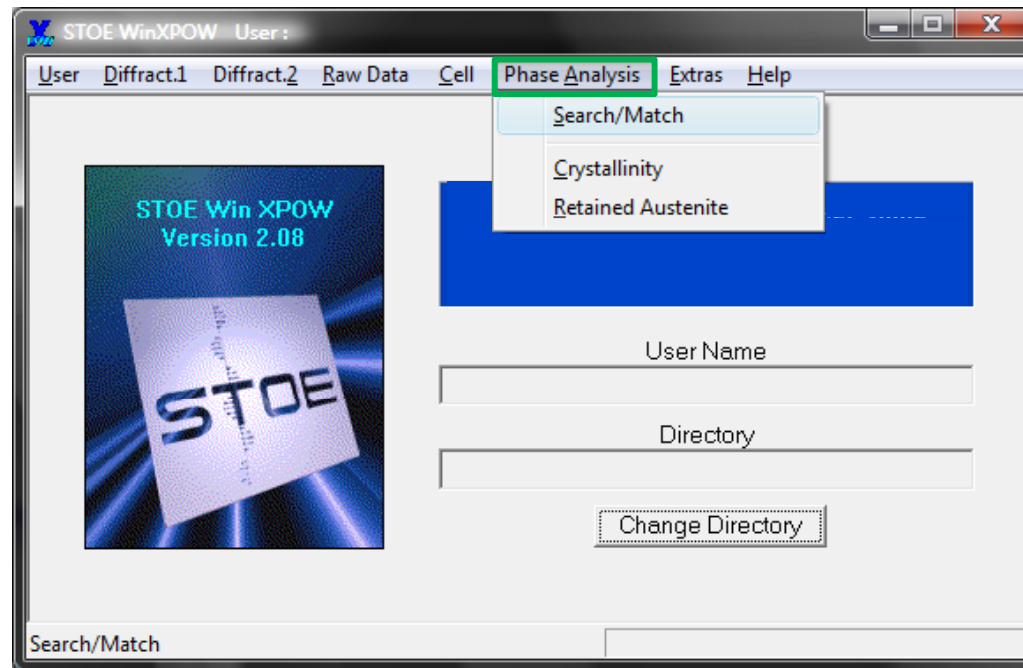 STOE WinXPOW User :
User Diffract.1 Diffract.2 Raw Data Cell Phase Analysis Extras Help
Search/Match
Crystallinity
Retained Austenite
STOE Win XPOW
Version 2.08
STOE
User Name
Directory
Change Directory
Search/Match